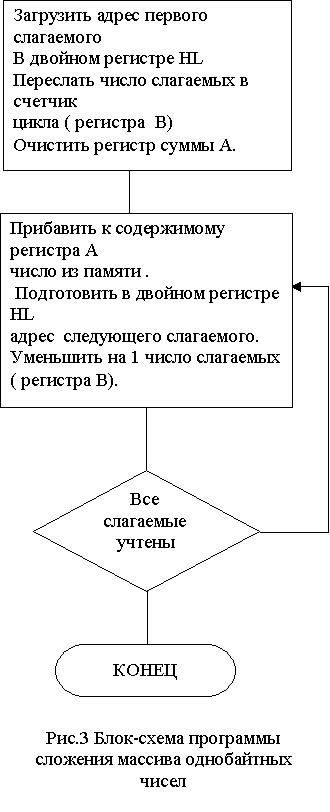 Загрузить адрес первого
слагаемого
В двойном регистре HL
Переслать число слагаемых в
счетчик
цикла ( регистра В)
Очистить регистр суммы А.
Прибавить к содержимому
регистра А
число из памяти .
Подготовить в двойном регистре
HL
адрес следующего слагаемого.
Уменьшить на 1 число слагаемых
( регистра В).
Все
слагаемые
учтены
КОНЕЦ
Рис.3 Блок-схема программы
сложения массива однобайтных
чисел